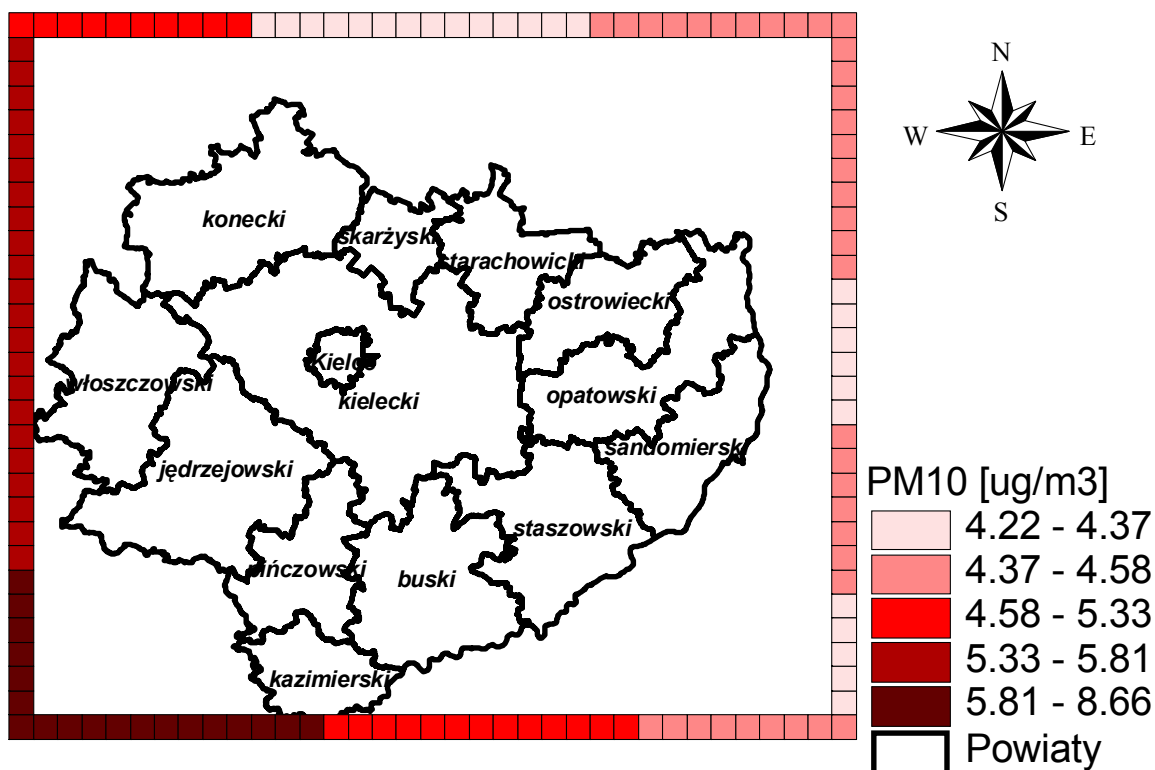 N
W E
S
konecki
skarżyski
starachowicki
ostrowiecki
Kielce
włoszczowski
opatowski
kielecki
sandomierski
jędrzejowski
PM10 [ug/m3]
4.22 - 4.37
staszowski
4.37 - 4.58
pińczowski
buski
4.58 - 5.33
5.33 - 5.81
kazimierski
5.81 - 8.66
Powiaty